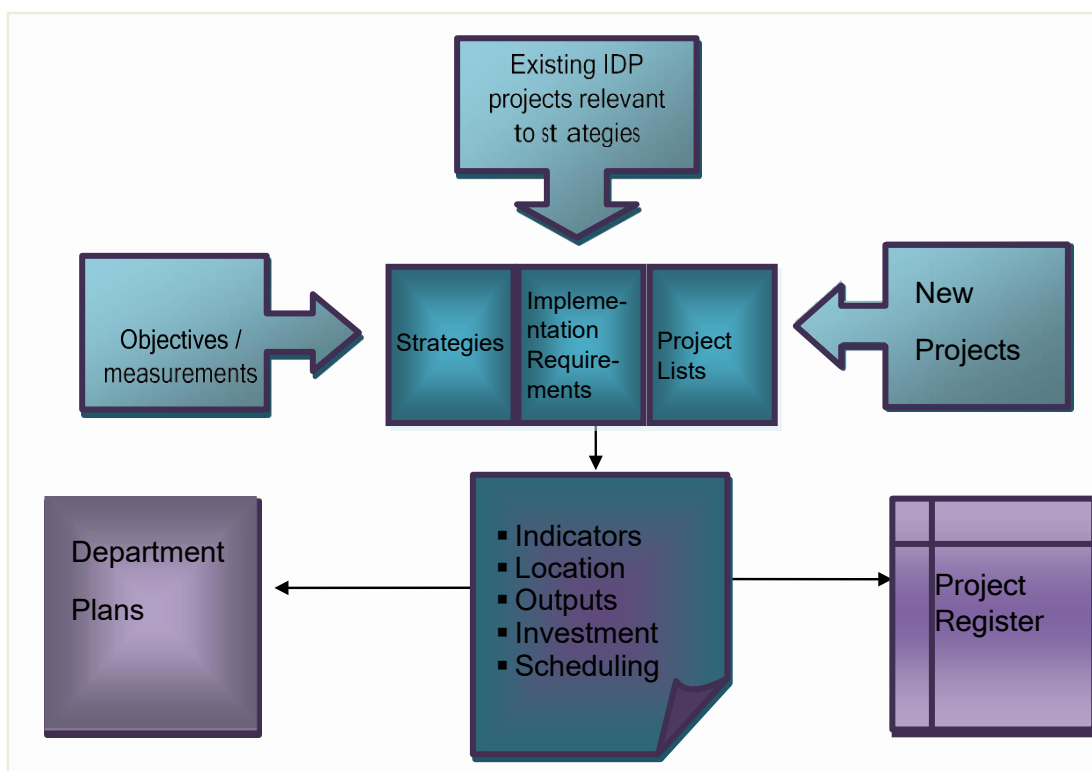 Existing IDP
projects relevant
to st ategies
Objectives /
measurements
Strategies
Impleme-
ntation
Require-
ments
Project
Lists
New
Projects
Department
Plans
▪ Indicators
▪ Location
▪ Outputs
▪ Investment
▪ Scheduling
Project
Register